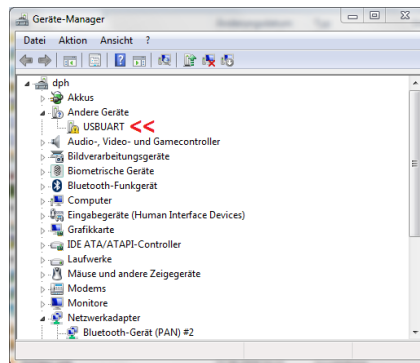 Geräte-Manager
Datei Aktion Ansicht ?
dph
Akkus
Andere Geräte
USBUART <<
Audio-, Video- und Gamecontroller
Bildverarbeitungsgeräte
Biometrische Geräte
Bluetooth-Funkgerät
Computer
Eingabegeräte (Human Interface Devices)
Grafikkarte
IDE ATA/ATAPI-Controller
Laufwerke
Mäuse und andere Zeigegeräte
Modems
Monitore
Netzwerkadapter
Bluetooth-Gerät (PAN) #2